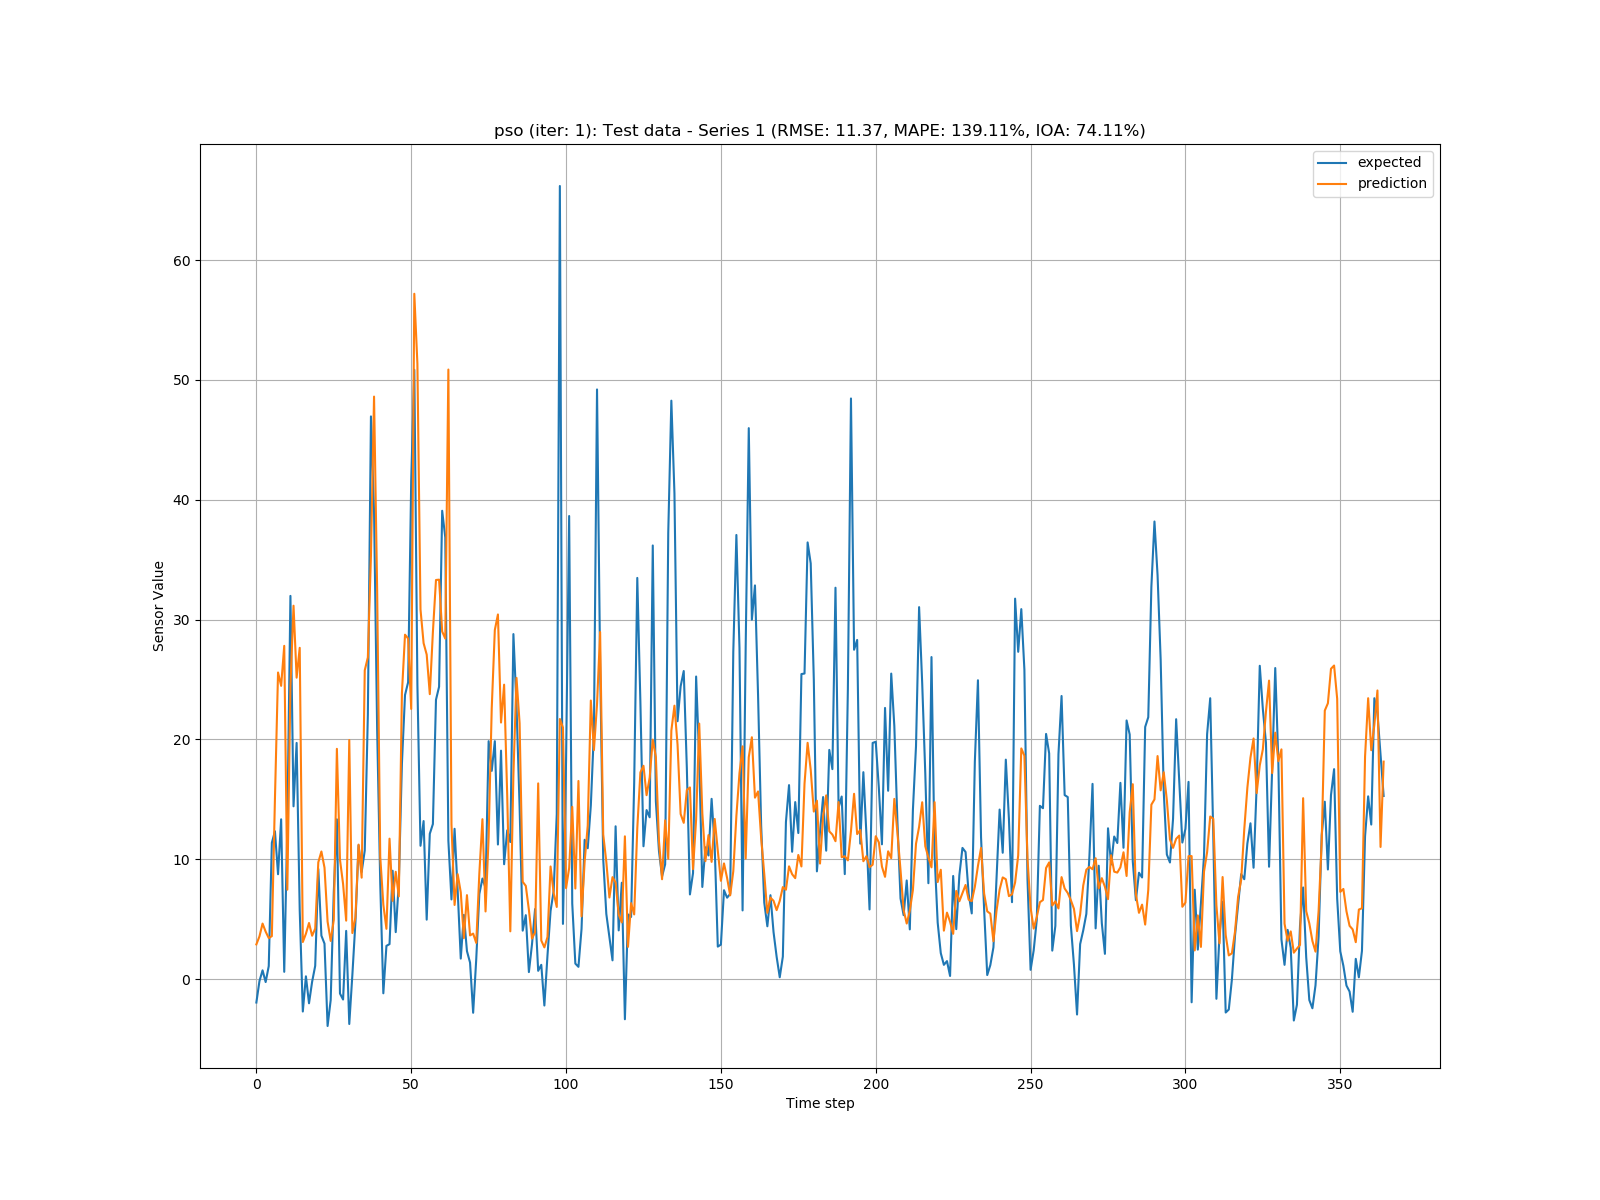 pso (iter: 1): Test data - Series 1 (RMSE: 11.37, MAPE: 139.11%, IOA: 74.11%)
expected
prediction
60
50
40
30
20
10
0
Sensor Value
0 50 100 150 200 250 300 350
Time step